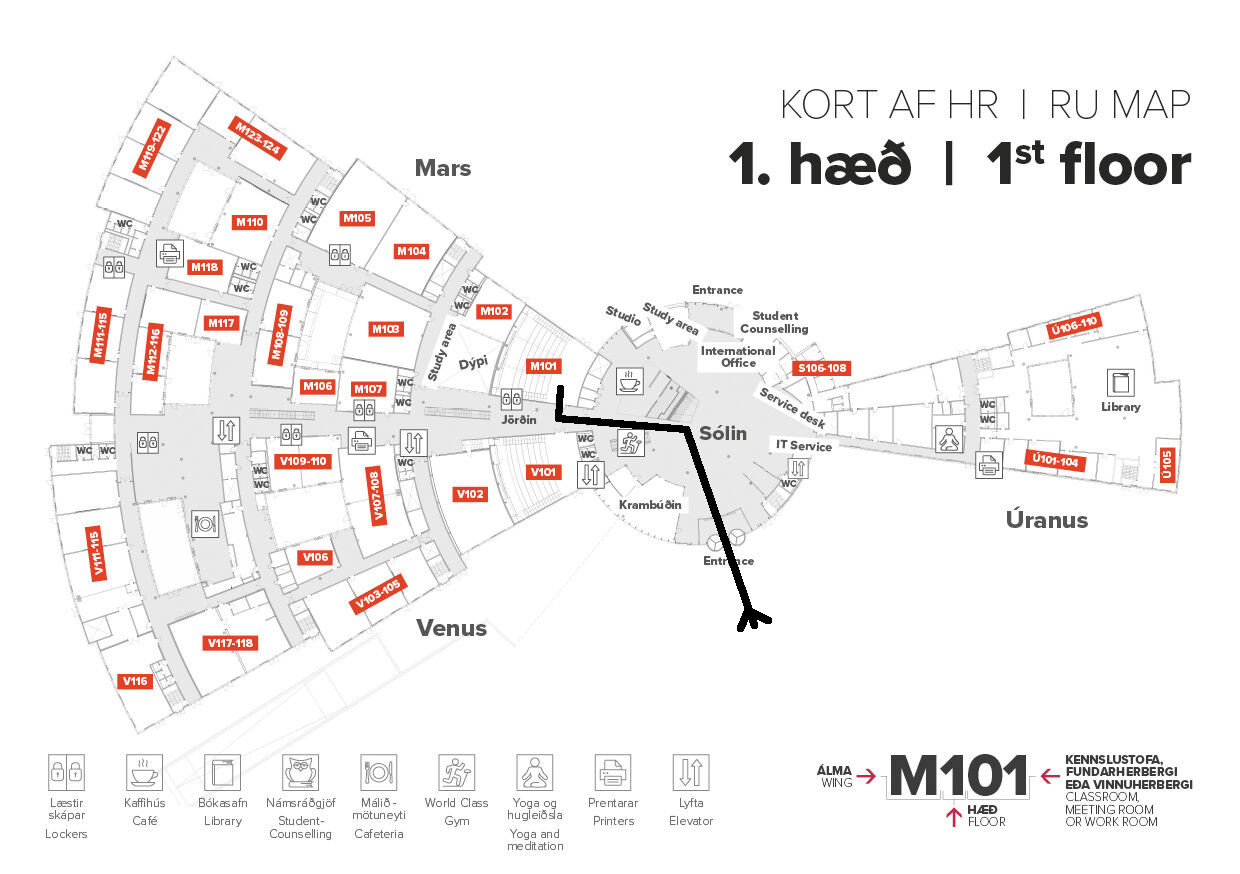 KORT AF HR | RU MAP
1. hæð | 1st floor
Mars
M119-122
M123-124
M105
M110
WC
WC
WC
M104
M118
WC
WC
WC
WC
M102
M111-115
M112-116
M117
M108-109
M103
Study area
Dýpi
M101
M106
M107
WC
WC
Jörðin
Entrance
Studio
Study area
Student
Counselling
International
Office
S106-108
Service desk
Sólin
IT Service
WC
WC
WC
Krambúðin
Entrance
Ú106-110
Library
WC
WC
Ú101-104
Ú105
Úranus
WC
WC
V109-110
WC
WC
WC
V107-108
V102
V101
V111-115
V106
V103-105
Venus
V117-118
V116
Læstir
skápar
Lockers
Kaffihús
Café
Bókasafn
Library
Námsráðgjöf
Student-
Counselling
Málið -
mötuneyti
Cafeteria
World Class
Gym
Yoga og
hugleiðsla
Yoga and
meditation
Prentarar
Printers
Lyfta
Elevator
ÁLMA
WING
M101
HÆÐ
FLOOR
KENNSLUSTOFA,
FUNDARHERBERGI
EÐA VINNUHERBERGI
CLASSROOM,
MEETING ROOM
OR WORK ROOM